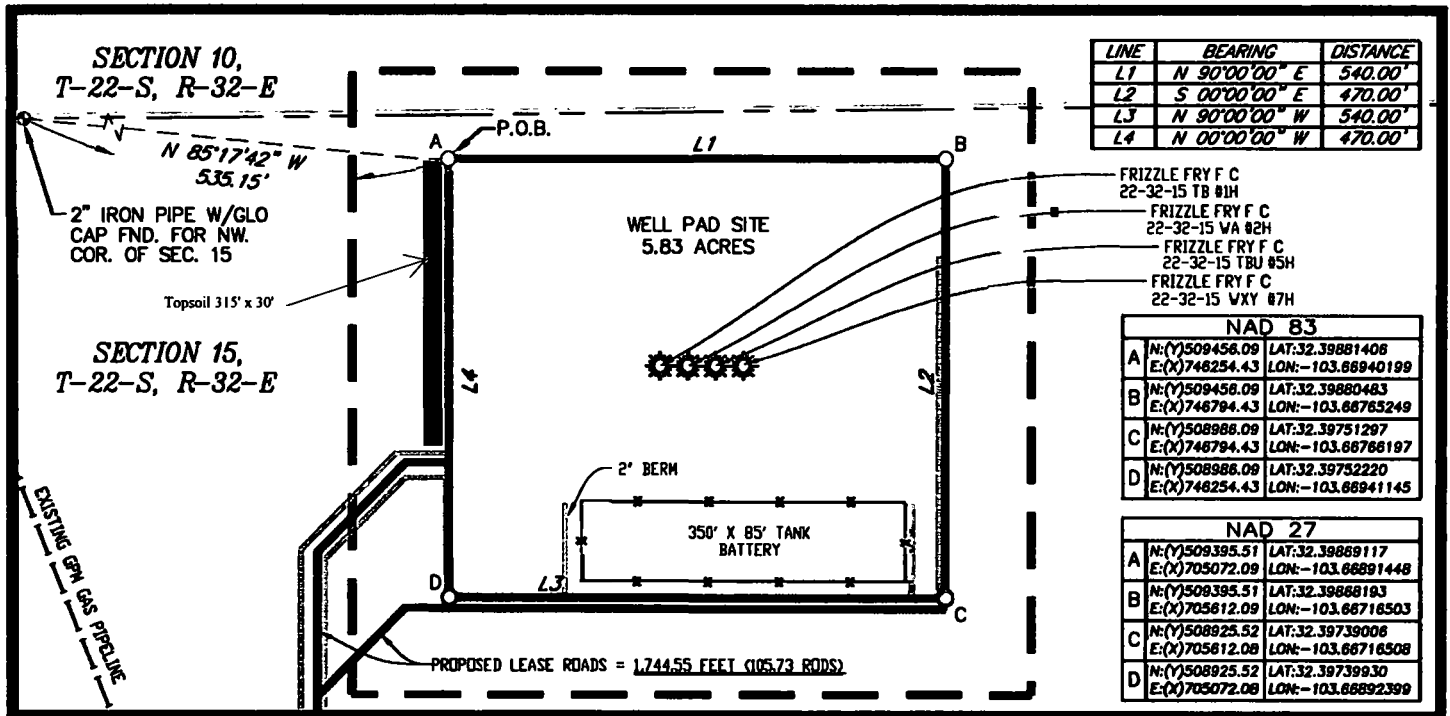 SECTION 10,
T-22-S, R-32-E
N 85°17'42" W
535.15'
2" IRON PIPE W/GLO
CAP FND. FOR NW.
COR. OF SEC. 15
Topsoil 315' x 30'
SECTION 15,
T-22-S, R-32-E
EXISTING GPM GAS PIPELINE
A
P.O.B.
L1
B
WELL PAD SITE
5.83 ACRES
L4
L2
2' BERM
350' X 85' TANK
BATTERY
D
L3
C
PROPOSED LEASE ROADS = 1,744.55 FEET (105.73 RODS)
LINE BEARING DISTANCE
L1 N 90°00'00" E 540.00'
L2 S 00°00'00" E 470.00'
L3 N 90°00'00" W 540.00'
L4 N 00°00'00" W 470.00'
FRIZZLE FRY F C
22-32-15 TB #1H
FRIZZLE FRY F C
22-32-15 WA #2H
FRIZZLE FRY F C
22-32-15 TBU #5H
FRIZZLE FRY F C
22-32-15 WXY #7H
NAD 83
A N:(Y)509456.09 LAT:32.39881406
E:(X)746254.43 LON:-103.66940199
B N:(Y)509456.09 LAT:32.39880483
E:(X)746794.43 LON:-103.66765249
C N:(Y)508986.09 LAT:32.39751297
E:(X)746794.43 LON:-103.66766197
D N:(Y)508986.09 LAT:32.39752220
E:(X)746254.43 LON:-103.66941145
NAD 27
A N:(Y)509395.51 LAT:32.39869117
E:(X)705072.09 LON:-103.66891448
B N:(Y)509395.51 LAT:32.39868193
E:(X)705612.09 LON:-103.66716503
C N:(Y)508925.52 LAT:32.39739006
E:(X)705612.08 LON:-103.66716508
D N:(Y)508925.52 LAT:32.39739930
E:(X)705072.08 LON:-103.66892399